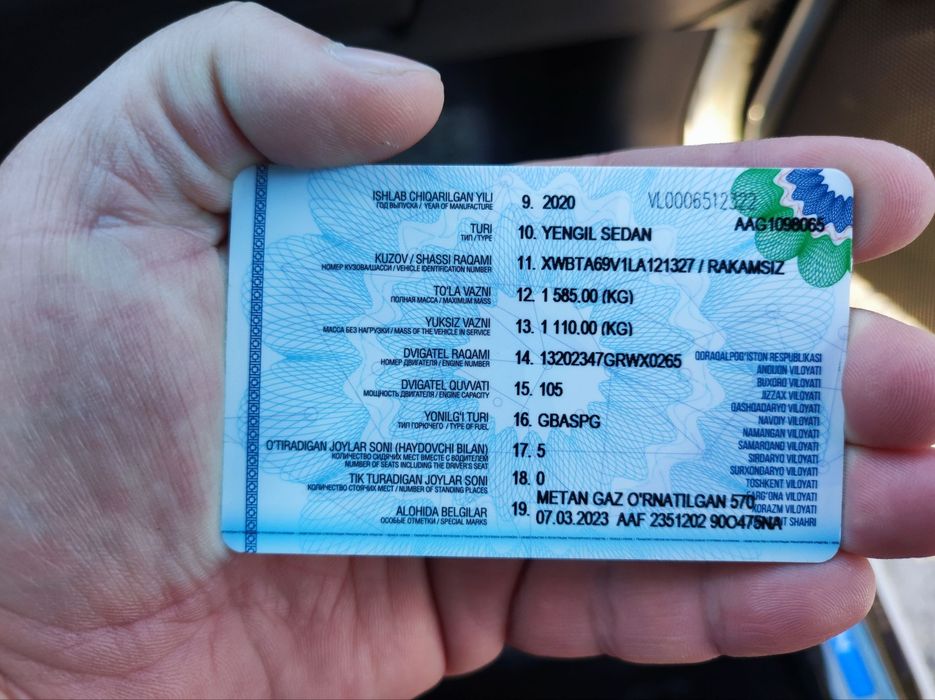 ISHLAB CHIQARILGAN YILI 9. 2020 VL0006512322
ГОД ВЫПУСКА / YEAR OF MANUFACTURE
AAG1098065
TURI 10. YENGIL SEDAN
ТИП / TYPE
KUZOV / SHASSI RAQAMI 11. XWBTA69V1LA121327 / RAKAMSIZ
НОМЕР КУЗОВА/ШАССИ / VEHICLE IDENTIFICATION NUMBER
TO'LA VAZNI 12. 1 585.00 (KG)
ПОЛНАЯ МАССА / MAXIMUM MASS
YUKSIZ VAZNI 13. 1 110.00 (KG)
МАССА БЕЗ НАГРУЗКИ / MASS OF THE VEHICLE IN SERVICE
DVIGATEL RAQAMI 14. 13202347GRWX0265
НОМЕР ДВИГАТЕЛЯ / ENGINE NUMBER
DVIGATEL QUVVATI 15. 105
МОЩНОСТЬ ДВИГАТЕЛЯ / ENGINE CAPACITY
YONILG'I TURI 16. GBASPG
ТИП ГОРЮЧЕГО / TYPE OF FUEL
O'TIRADIGAN JOYLAR SONI (HAYDOVCHI BILAN) 17. 5
КОЛИЧЕСТВО СИДЯЧИХ МЕСТ ВМЕСТЕ С ВОДИТЕЛЕМ
NUMBER OF SEATS INCLUDING THE DRIVER'S SEAT
TIK TURADIGAN JOYLAR SONI 18. 0
КОЛИЧЕСТВО СТОЯЧИХ МЕСТ / NUMBER OF STANDING PLACES
ALOHIDA BELGILAR 19. METAN GAZ O'RNATILGAN 570
ОСОБЫЕ ОТМЕТКИ / SPECIAL MARKS
07.03.2023 AAF 2351202 90O475NA
QORAQALPOG'ISTON RESPUBLIKASI
ANDIJON VILOYATI
BUXORO VILOYATI
JIZZAX VILOYATI
QASHQADARYO VILOYATI
NAVOIY VILOYATI
NAMANGAN VILOYATI
SAMARQAND VILOYATI
SIRDARYO VILOYATI
SURXONDARYO VILOYATI
TOSHKENT VILOYATI
FARG'ONA VILOYATI
XORAZM VILOYATI
SHAHRI